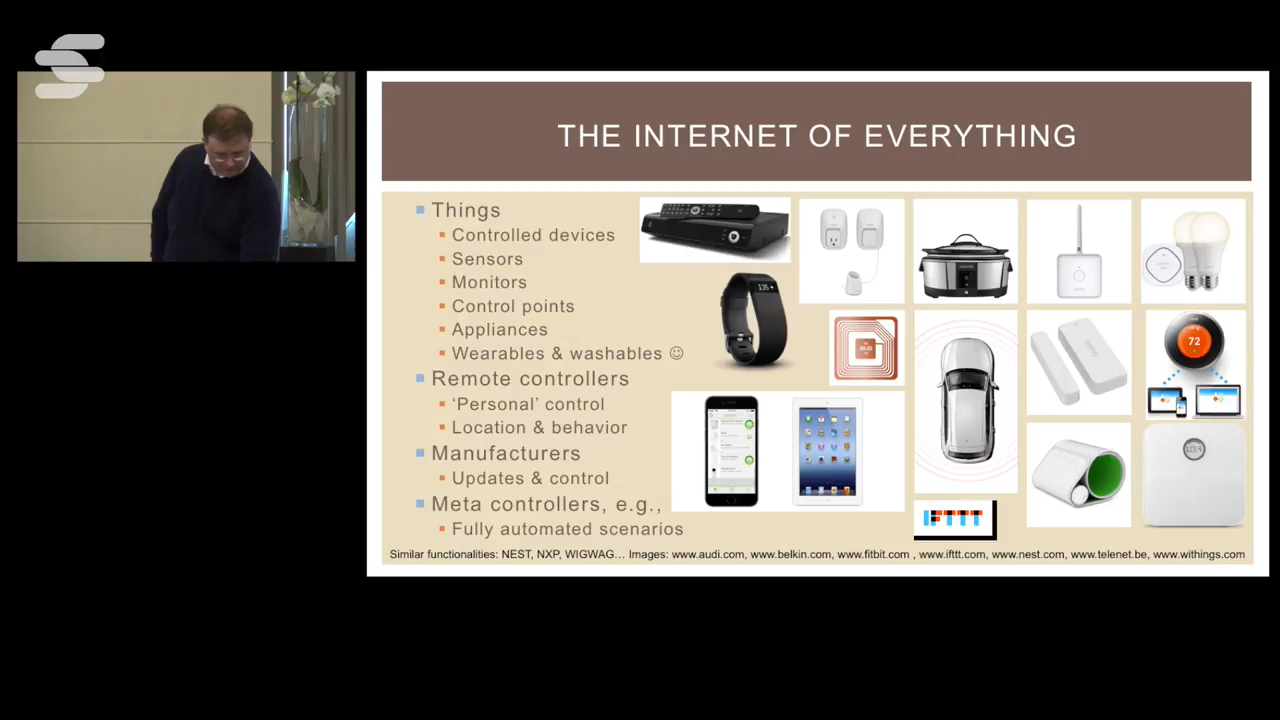 THE INTERNET OF EVERYTHING
Things
Controlled devices
Sensors
Monitors
Control points
Appliances
Wearables & washables ☺
Remote controllers
‘Personal’ control
Location & behavior
Manufacturers
Updates & control
Meta controllers, e.g.,
Fully automated scenarios
135
72
123.4
IFTTT
Similar functionalities: NEST, NXP, WIGWAG... Images: www.audi.com, www.belkin.com, www.fitbit.com , www.ifttt.com, www.nest.com, www.telenet.be, www.withings.com